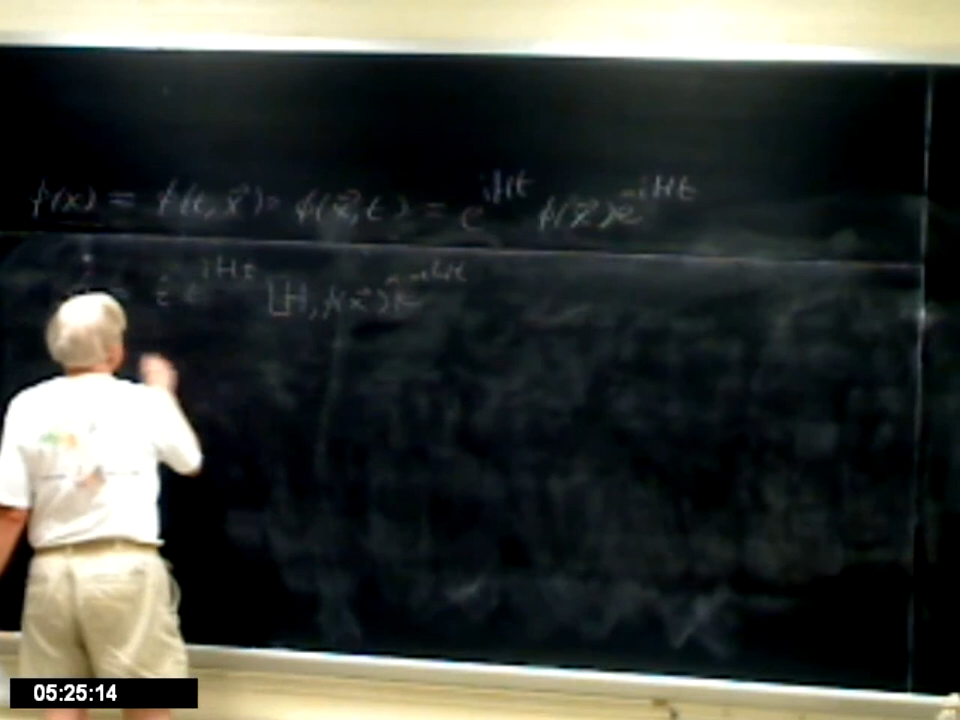 ϕ(x) = ϕ(t, x⃗) = ϕ(x⃗, t) = e^{iHt} ϕ(x⃗) e^{-iHt}
= i e^{iHt} [H, ϕ(x⃗)] e^{-iHt}
05:25:14